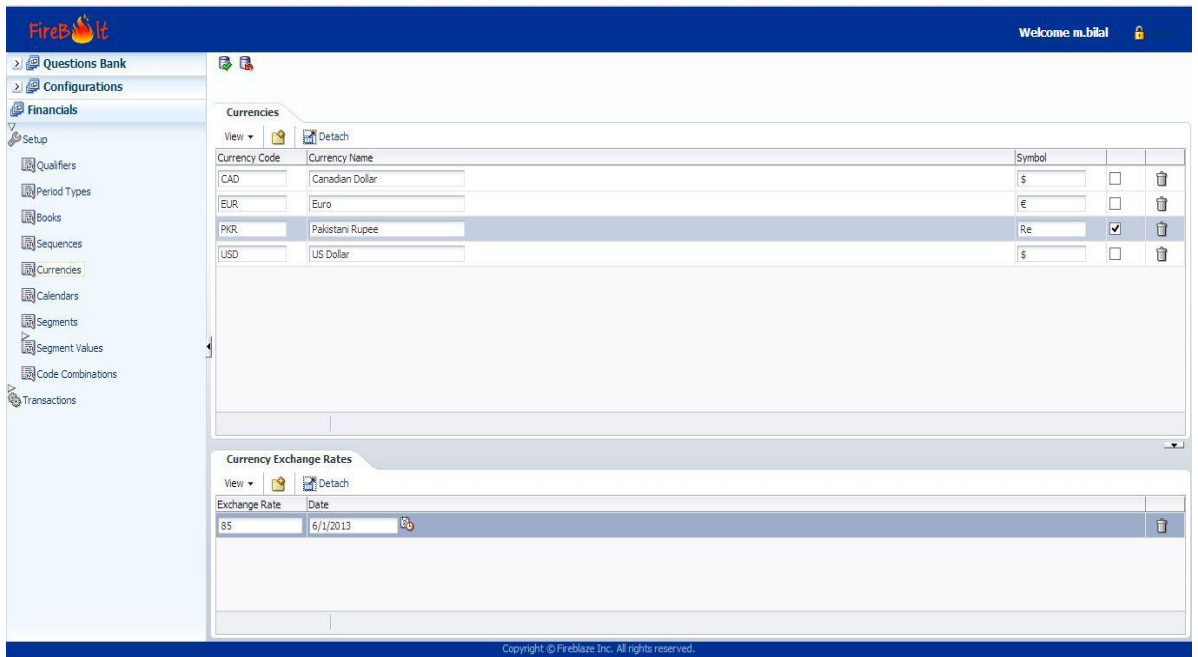 FireBolt
Welcome m.bilal
Questions Bank
Configurations
Financials
Setup
Qualifiers
Period Types
Books
Sequences
Currencies
Calendars
Segments
Segment Values
Code Combinations
Transactions
Currencies
View Detach
Currency Code Currency Name Symbol
CAD Canadian Dollar $
EUR Euro €
PKR Pakistani Rupee Re
USD US Dollar $
Currency Exchange Rates
View Detach
Exchange Rate Date
85 6/1/2013
Copyright © Fireblaze Inc. All rights reserved.